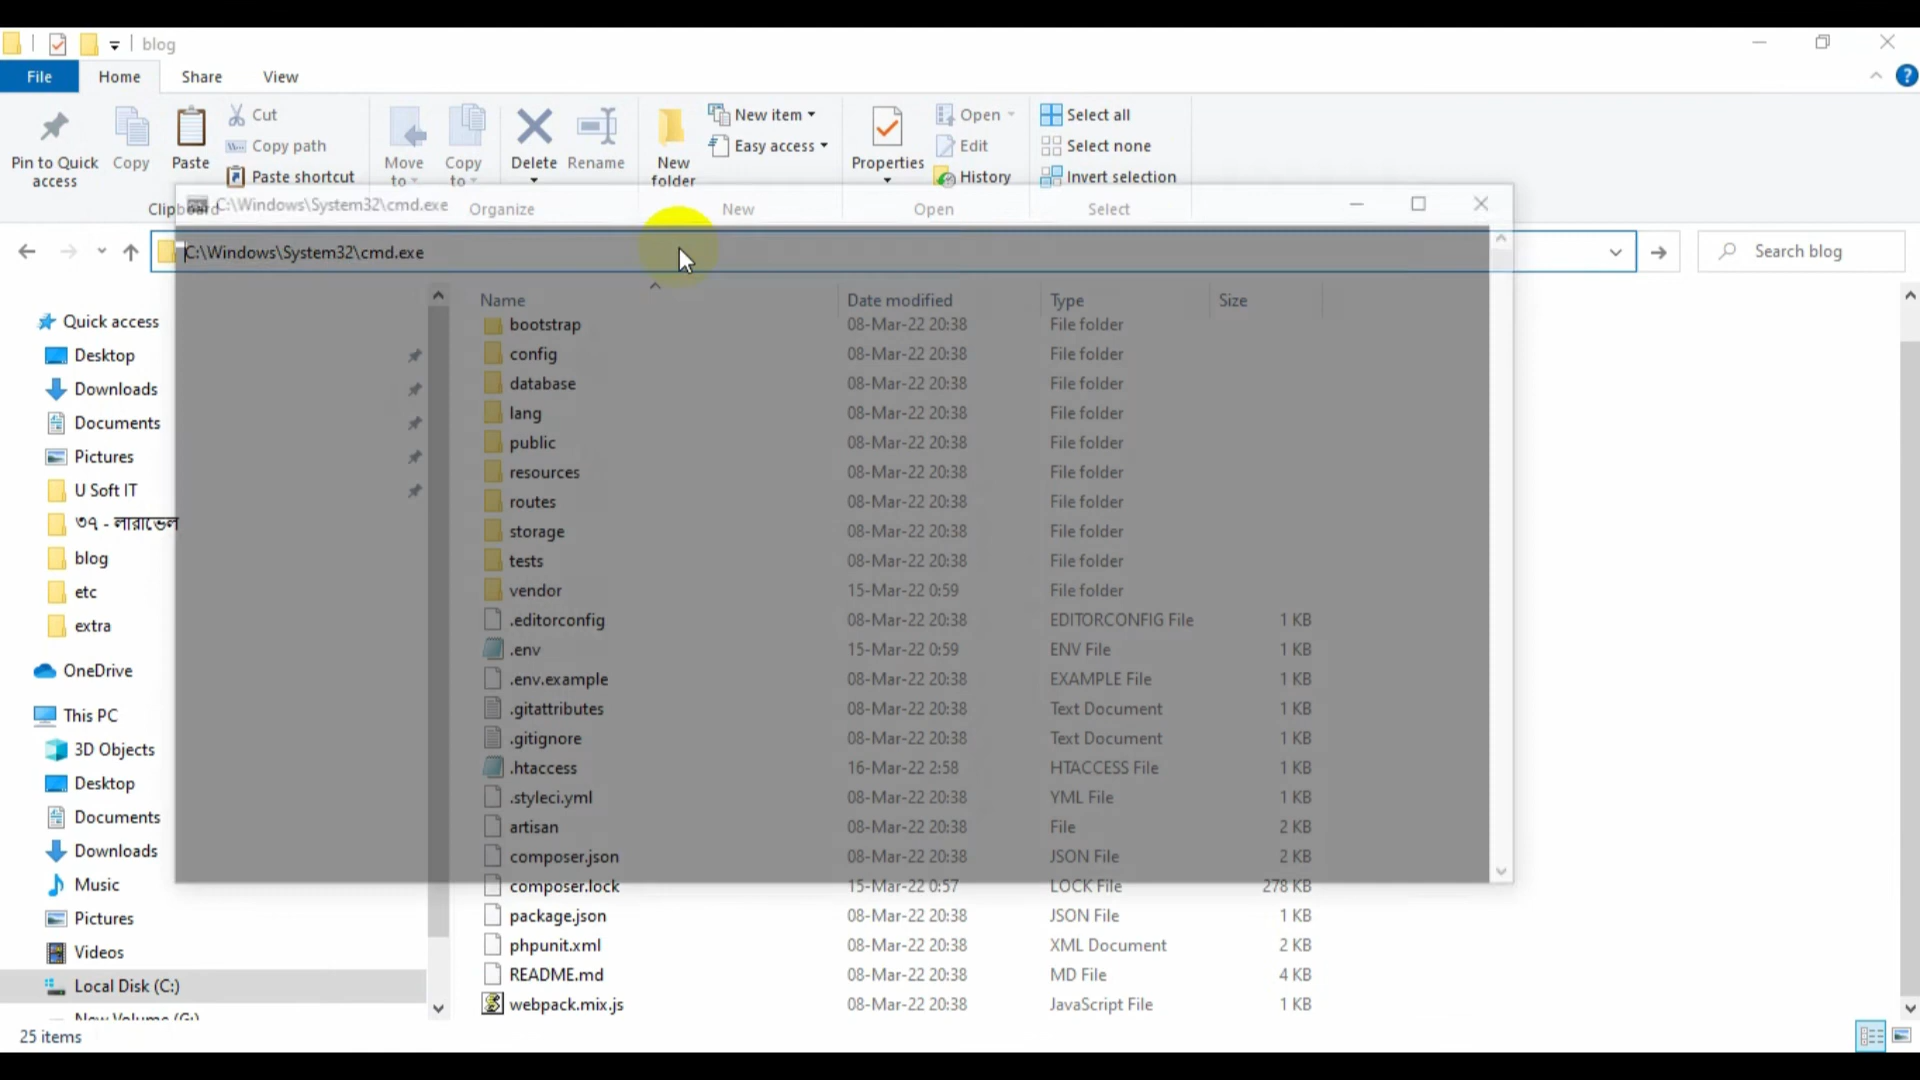 blog
File Home Share View
Pin to Quick access
Copy
Paste
Cut
Copy path
Paste shortcut
Clipboard
Move to
Copy to
Delete
Rename
Organize
New folder
New item
Easy access
New
Properties
Open
Edit
History
Open
Select all
Select none
Invert selection
Select
C:\Windows\System32\cmd.exe
C:\Windows\System32\cmd.exe
Search blog
Quick access
Desktop
Downloads
Documents
Pictures
U Soft IT
৩৭ - লারাভেল
blog
etc
extra
OneDrive
This PC
3D Objects
Desktop
Documents
Downloads
Music
Pictures
Videos
Local Disk (C:)
New Volume (G:)
Name Date modified Type Size
bootstrap 08-Mar-22 20:38 File folder
config 08-Mar-22 20:38 File folder
database 08-Mar-22 20:38 File folder
lang 08-Mar-22 20:38 File folder
public 08-Mar-22 20:38 File folder
resources 08-Mar-22 20:38 File folder
routes 08-Mar-22 20:38 File folder
storage 08-Mar-22 20:38 File folder
tests 08-Mar-22 20:38 File folder
vendor 15-Mar-22 0:59 File folder
.editorconfig 08-Mar-22 20:38 EDITORCONFIG File 1 KB
.env 15-Mar-22 0:59 ENV File 1 KB
.env.example 08-Mar-22 20:38 EXAMPLE File 1 KB
.gitattributes 08-Mar-22 20:38 Text Document 1 KB
.gitignore 08-Mar-22 20:38 Text Document 1 KB
.htaccess 16-Mar-22 2:58 HTACCESS File 1 KB
.styleci.yml 08-Mar-22 20:38 YML File 1 KB
artisan 08-Mar-22 20:38 File 2 KB
composer.json 08-Mar-22 20:38 JSON File 2 KB
composer.lock 15-Mar-22 0:57 LOCK File 278 KB
package.json 08-Mar-22 20:38 JSON File 1 KB
phpunit.xml 08-Mar-22 20:38 XML Document 2 KB
README.md 08-Mar-22 20:38 MD File 4 KB
webpack.mix.js 08-Mar-22 20:38 JavaScript File 1 KB
25 items